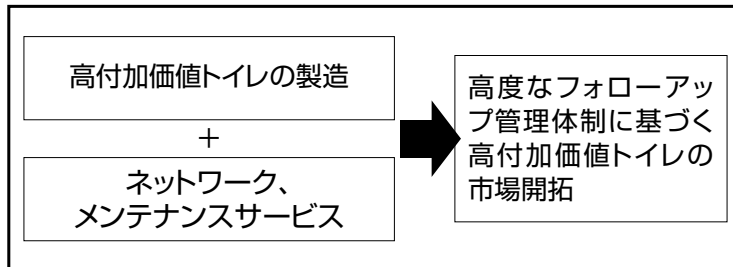 高付加価値トイレの製造
+
ネットワーク、
メンテナンスサービス
高度なフォローアッ
プ管理体制に基づく
高付加価値トイレの
市場開拓